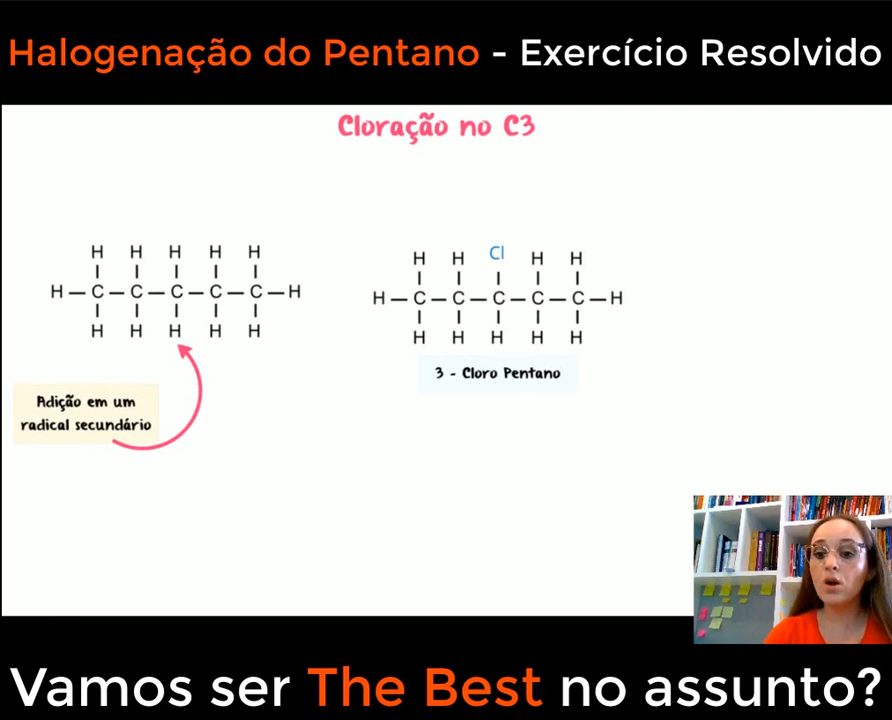 Halogenação do Pentano - Exercício Resolvido
Cloração no C3
H H H H H
H – C – C – C – C – C – H
H H H H H
Adição em um
radical secundário
H H Cl H H
H – C – C – C – C – C – H
H H H H H
3 - Cloro Pentano
Vamos ser The Best no assunto?